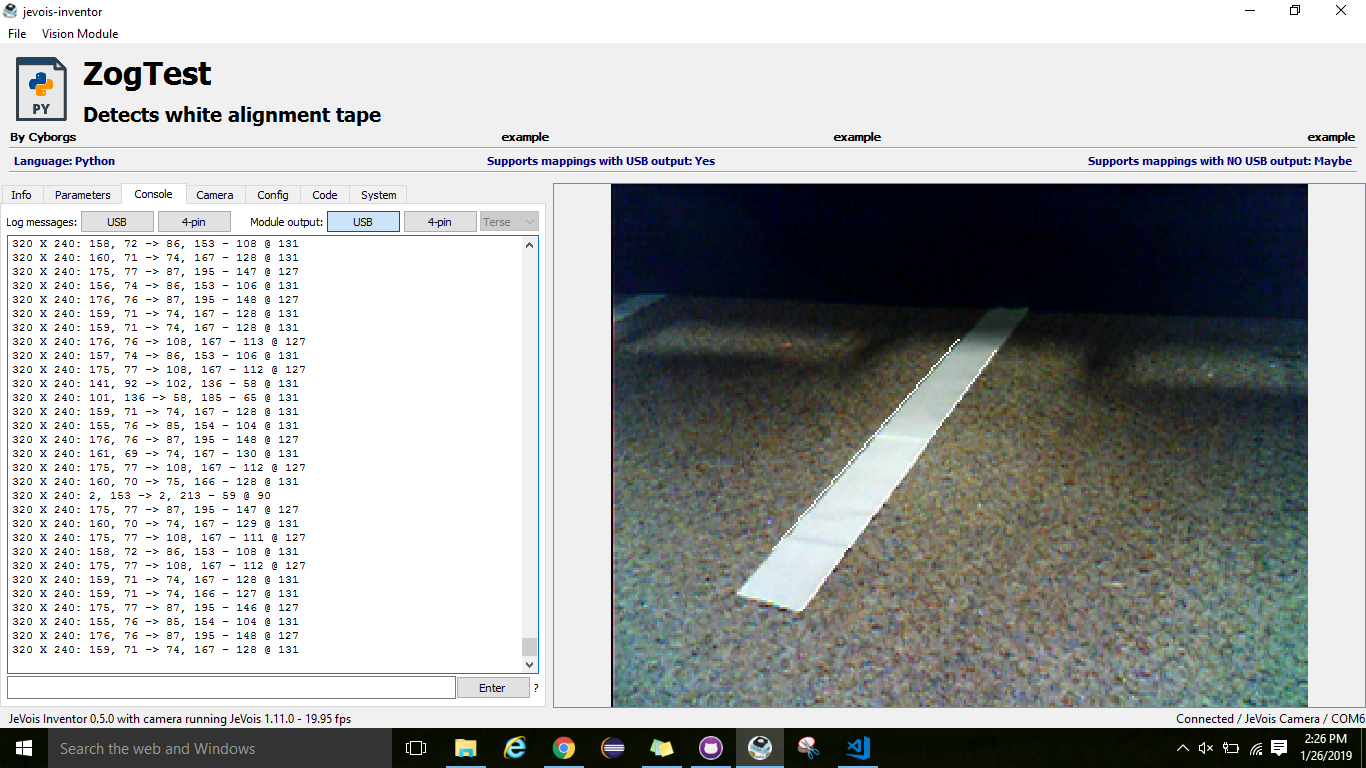 jevois-inventor
File Vision Module
PY
ZogTest
Detects white alignment tape
By Cyborgs example example example
Language: Python Supports mappings with USB output: Yes Supports mappings with NO USB output: Maybe
Info Parameters Console Camera Config Code System
Log messages: USB 4-pin Module output: USB 4-pin Terse
320 X 240: 158, 72 -> 86, 153 - 108 @ 131
320 X 240: 160, 71 -> 74, 167 - 128 @ 131
320 X 240: 175, 77 -> 87, 195 - 147 @ 127
320 X 240: 156, 74 -> 86, 153 - 106 @ 131
320 X 240: 176, 76 -> 87, 195 - 148 @ 127
320 X 240: 159, 71 -> 74, 167 - 128 @ 131
320 X 240: 159, 71 -> 74, 167 - 128 @ 131
320 X 240: 176, 76 -> 108, 167 - 113 @ 127
320 X 240: 157, 74 -> 86, 153 - 106 @ 131
320 X 240: 175, 77 -> 108, 167 - 112 @ 127
320 X 240: 141, 92 -> 102, 136 - 58 @ 131
320 X 240: 101, 136 -> 58, 185 - 65 @ 131
320 X 240: 159, 71 -> 74, 167 - 128 @ 131
320 X 240: 155, 76 -> 85, 154 - 104 @ 131
320 X 240: 176, 76 -> 87, 195 - 148 @ 127
320 X 240: 161, 69 -> 74, 167 - 130 @ 131
320 X 240: 175, 77 -> 108, 167 - 112 @ 127
320 X 240: 160, 70 -> 75, 166 - 128 @ 131
320 X 240: 2, 153 -> 2, 213 - 59 @ 90
320 X 240: 175, 77 -> 87, 195 - 147 @ 127
320 X 240: 160, 70 -> 74, 167 - 129 @ 131
320 X 240: 175, 77 -> 108, 167 - 111 @ 127
320 X 240: 158, 72 -> 86, 153 - 108 @ 131
320 X 240: 175, 77 -> 108, 167 - 112 @ 127
320 X 240: 159, 71 -> 74, 167 - 128 @ 131
320 X 240: 159, 71 -> 74, 166 - 127 @ 131
320 X 240: 175, 77 -> 87, 195 - 146 @ 127
320 X 240: 155, 76 -> 85, 154 - 104 @ 131
320 X 240: 176, 76 -> 87, 195 - 148 @ 127
320 X 240: 159, 71 -> 74, 167 - 128 @ 131
Enter ?
JeVois Inventor 0.5.0 with camera running JeVois 1.11.0 - 19.95 fps Connected / JeVois Camera / COM6
Search the web and Windows
2:26 PM
1/26/2019